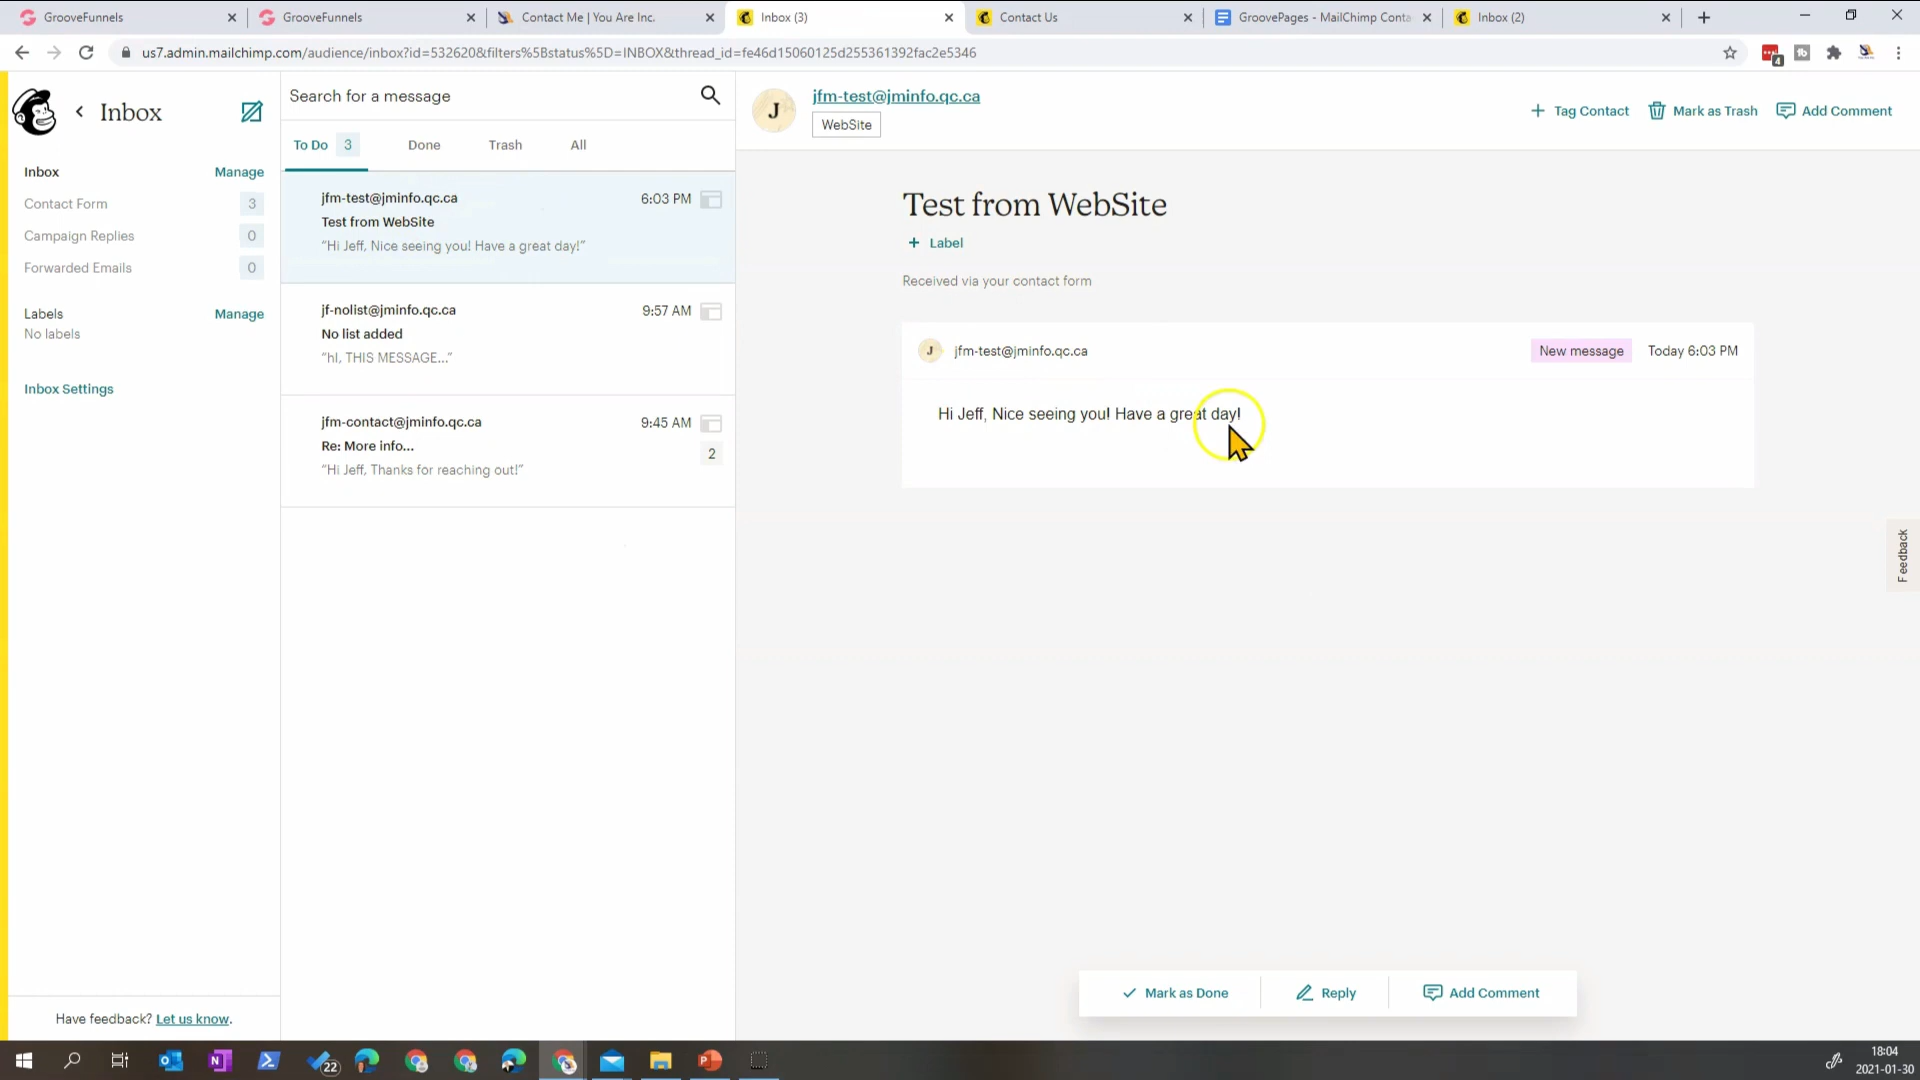 GrooveFunnels
GrooveFunnels
Contact Me | You Are Inc.
Inbox (3)
Contact Us
GroovePages - MailChimp Conta
Inbox (2)
us7.admin.mailchimp.com/audience/inbox?id=532620&filters%5Bstatus%5D=INBOX&thread_id=fe46d15060125d255361392fac2e5346
4
Inbox
Inbox Manage
Contact Form 3
Campaign Replies 0
Forwarded Emails 0
Labels Manage
No labels
Inbox Settings
Have feedback? Let us know.
Search for a message
To Do 3 Done Trash All
jfm-test@jminfo.qc.ca 6:03 PM
Test from WebSite
"Hi Jeff, Nice seeing you! Have a great day!"
jf-nolist@jminfo.qc.ca 9:57 AM
No list added
"hI, THIS MESSAGE..."
jfm-contact@jminfo.qc.ca 9:45 AM
Re: More info... 2
"Hi Jeff, Thanks for reaching out!"
J
jfm-test@jminfo.qc.ca
WebSite
+ Tag Contact Mark as Trash Add Comment
Test from WebSite
+ Label
Received via your contact form
J jfm-test@jminfo.qc.ca New message Today 6:03 PM
Hi Jeff, Nice seeing you! Have a great day!
Feedback
Mark as Done Reply Add Comment
22
18:04
2021-01-30